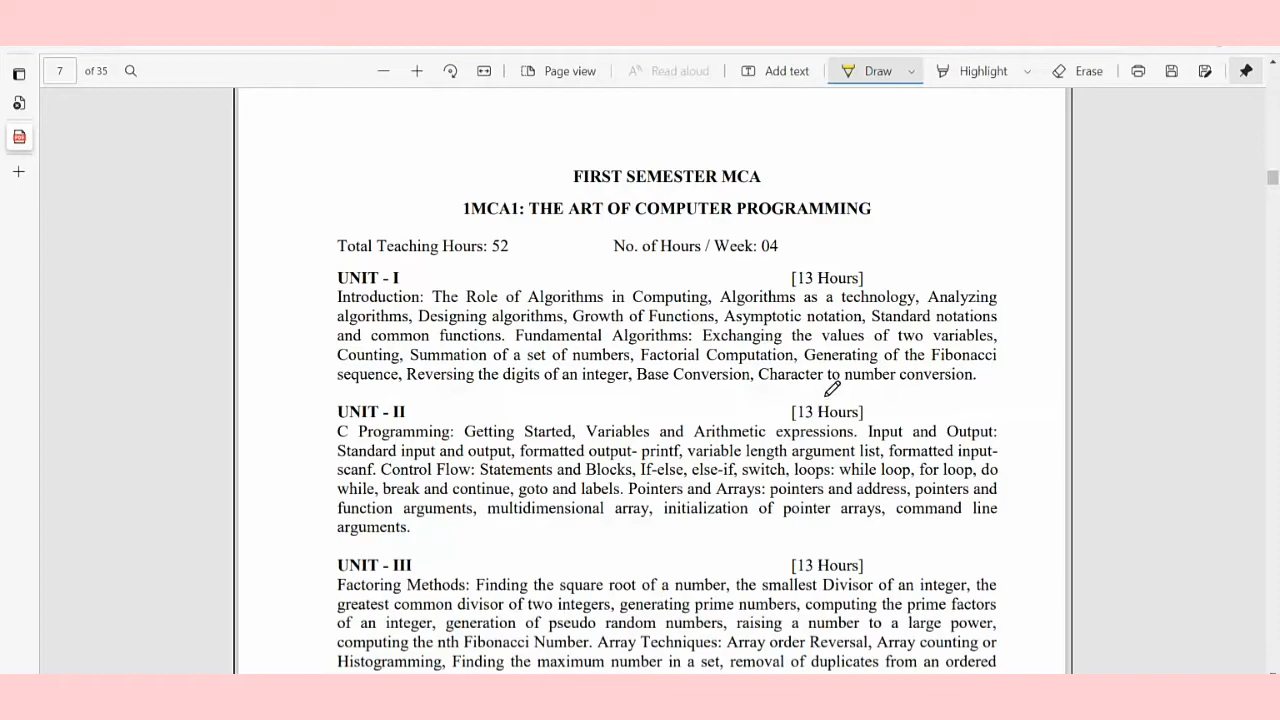 7 of 35 Page view Read aloud Add text Draw Highlight Erase
FIRST SEMESTER MCA
1MCA1: THE ART OF COMPUTER PROGRAMMING
Total Teaching Hours: 52 No. of Hours / Week: 04
UNIT - I [13 Hours]
Introduction: The Role of Algorithms in Computing, Algorithms as a technology, Analyzing
algorithms, Designing algorithms, Growth of Functions, Asymptotic notation, Standard notations
and common functions. Fundamental Algorithms: Exchanging the values of two variables,
Counting, Summation of a set of numbers, Factorial Computation, Generating of the Fibonacci
sequence, Reversing the digits of an integer, Base Conversion, Character to number conversion.
UNIT - II [13 Hours]
C Programming: Getting Started, Variables and Arithmetic expressions. Input and Output:
Standard input and output, formatted output- printf, variable length argument list, formatted input-
scanf. Control Flow: Statements and Blocks, If-else, else-if, switch, loops: while loop, for loop, do
while, break and continue, goto and labels. Pointers and Arrays: pointers and address, pointers and
function arguments, multidimensional array, initialization of pointer arrays, command line
arguments.
UNIT - III [13 Hours]
Factoring Methods: Finding the square root of a number, the smallest Divisor of an integer, the
greatest common divisor of two integers, generating prime numbers, computing the prime factors
of an integer, generation of pseudo random numbers, raising a number to a large power,
computing the nth Fibonacci Number. Array Techniques: Array order Reversal, Array counting or
Histogramming, Finding the maximum number in a set, removal of duplicates from an ordered